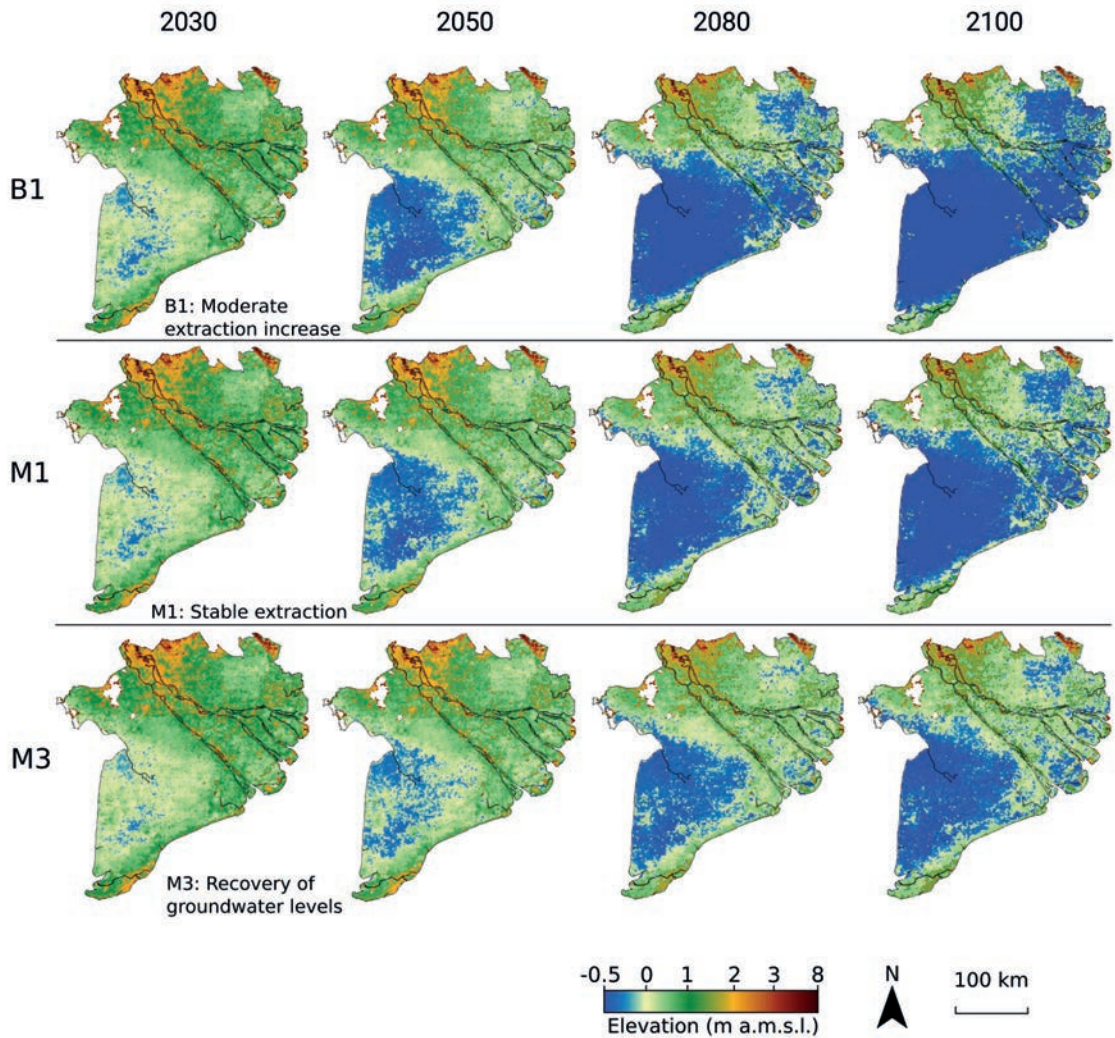 2030 2050 2080 2100
B1
B1: Moderate
extraction increase
M1
M1: Stable extraction
M3
M3: Recovery of
groundwater levels
-0.5 0 1 2 3 8
Elevation (m a.m.s.l.)
N
100 km